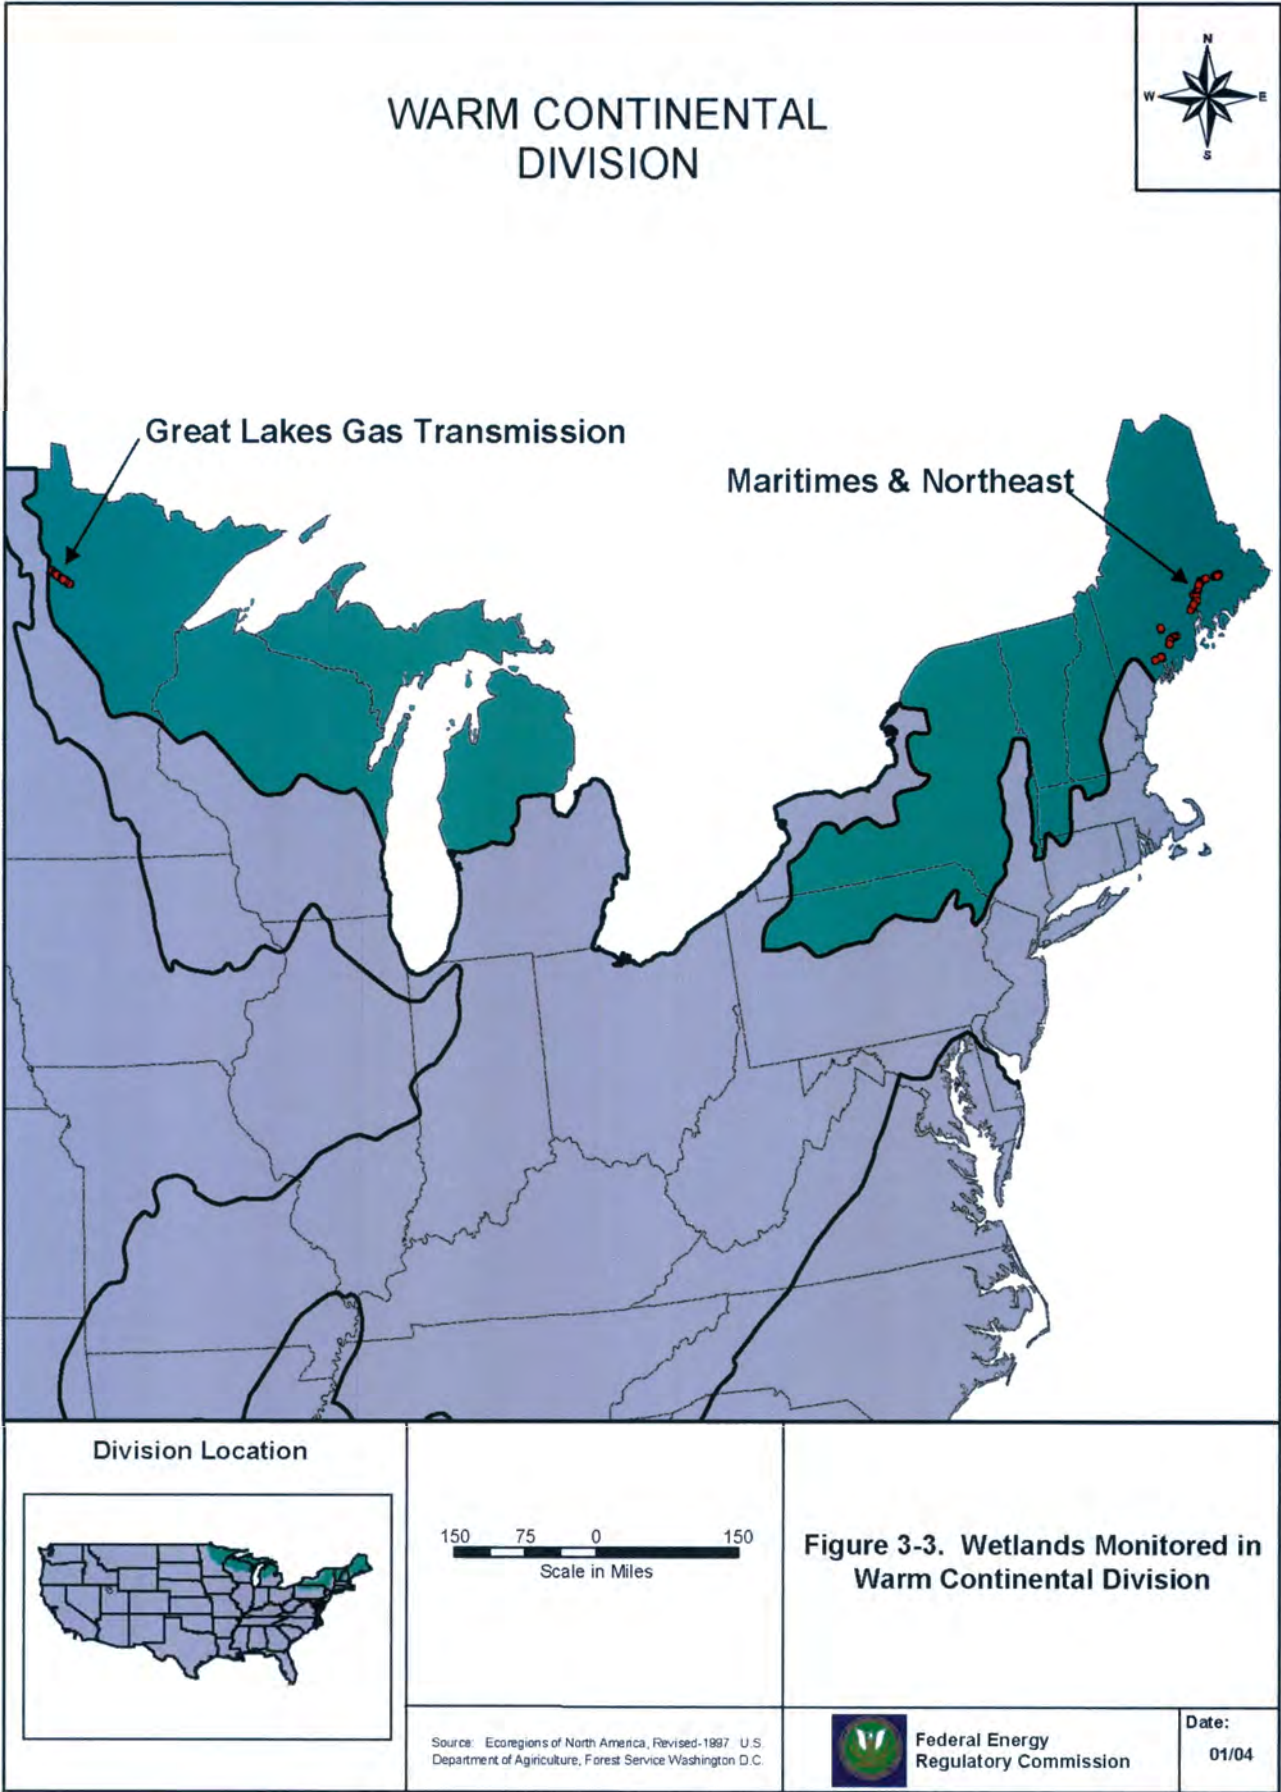 N
W
E
S
WARM CONTINENTAL
DIVISION
Great Lakes Gas Transmission
Maritimes & Northeast
Division Location
150 75 0 150
Scale in Miles
Figure 3-3. Wetlands Monitored in
Warm Continental Division
Source: Ecoregions of North America, Revised-1997. U.S.
Department of Agiriculture, Forest Service Washington D.C.
Federal Energy
Regulatory Commission
Date:
01/04